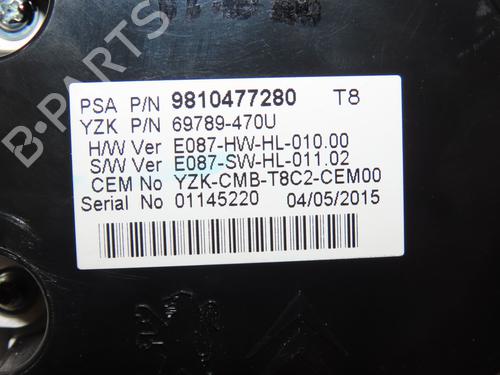 B-PARTS
PSA P/N 9810477280 T8
YZK P/N 69789-470U
H/W Ver E087-HW-HL-010.00
S/W Ver E087-SW-HL-011.02
CEM No YZK-CMB-T8C2-CEM00
Serial No 01145220 04/05/2015